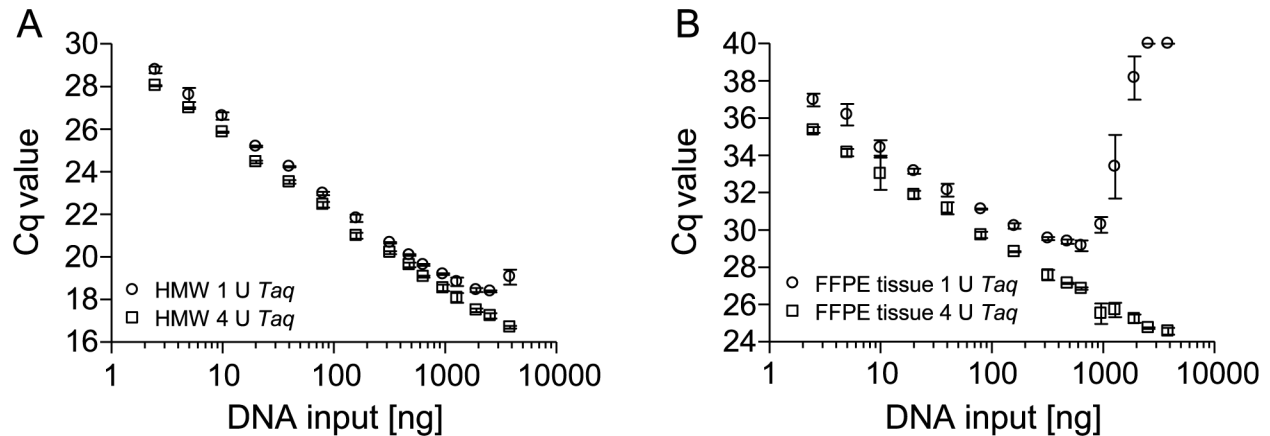 A
30
28
26
24
22
20
18
16
Cq value
HMW 1 U Taq
HMW 4 U Taq
1
10
100
1000
10000
DNA input [ng]
B
40
38
36
34
32
30
28
26
24
Cq value
FFPE tissue 1 U Taq
FFPE tissue 4 U Taq
1
10
100
1000
10000
DNA input [ng]